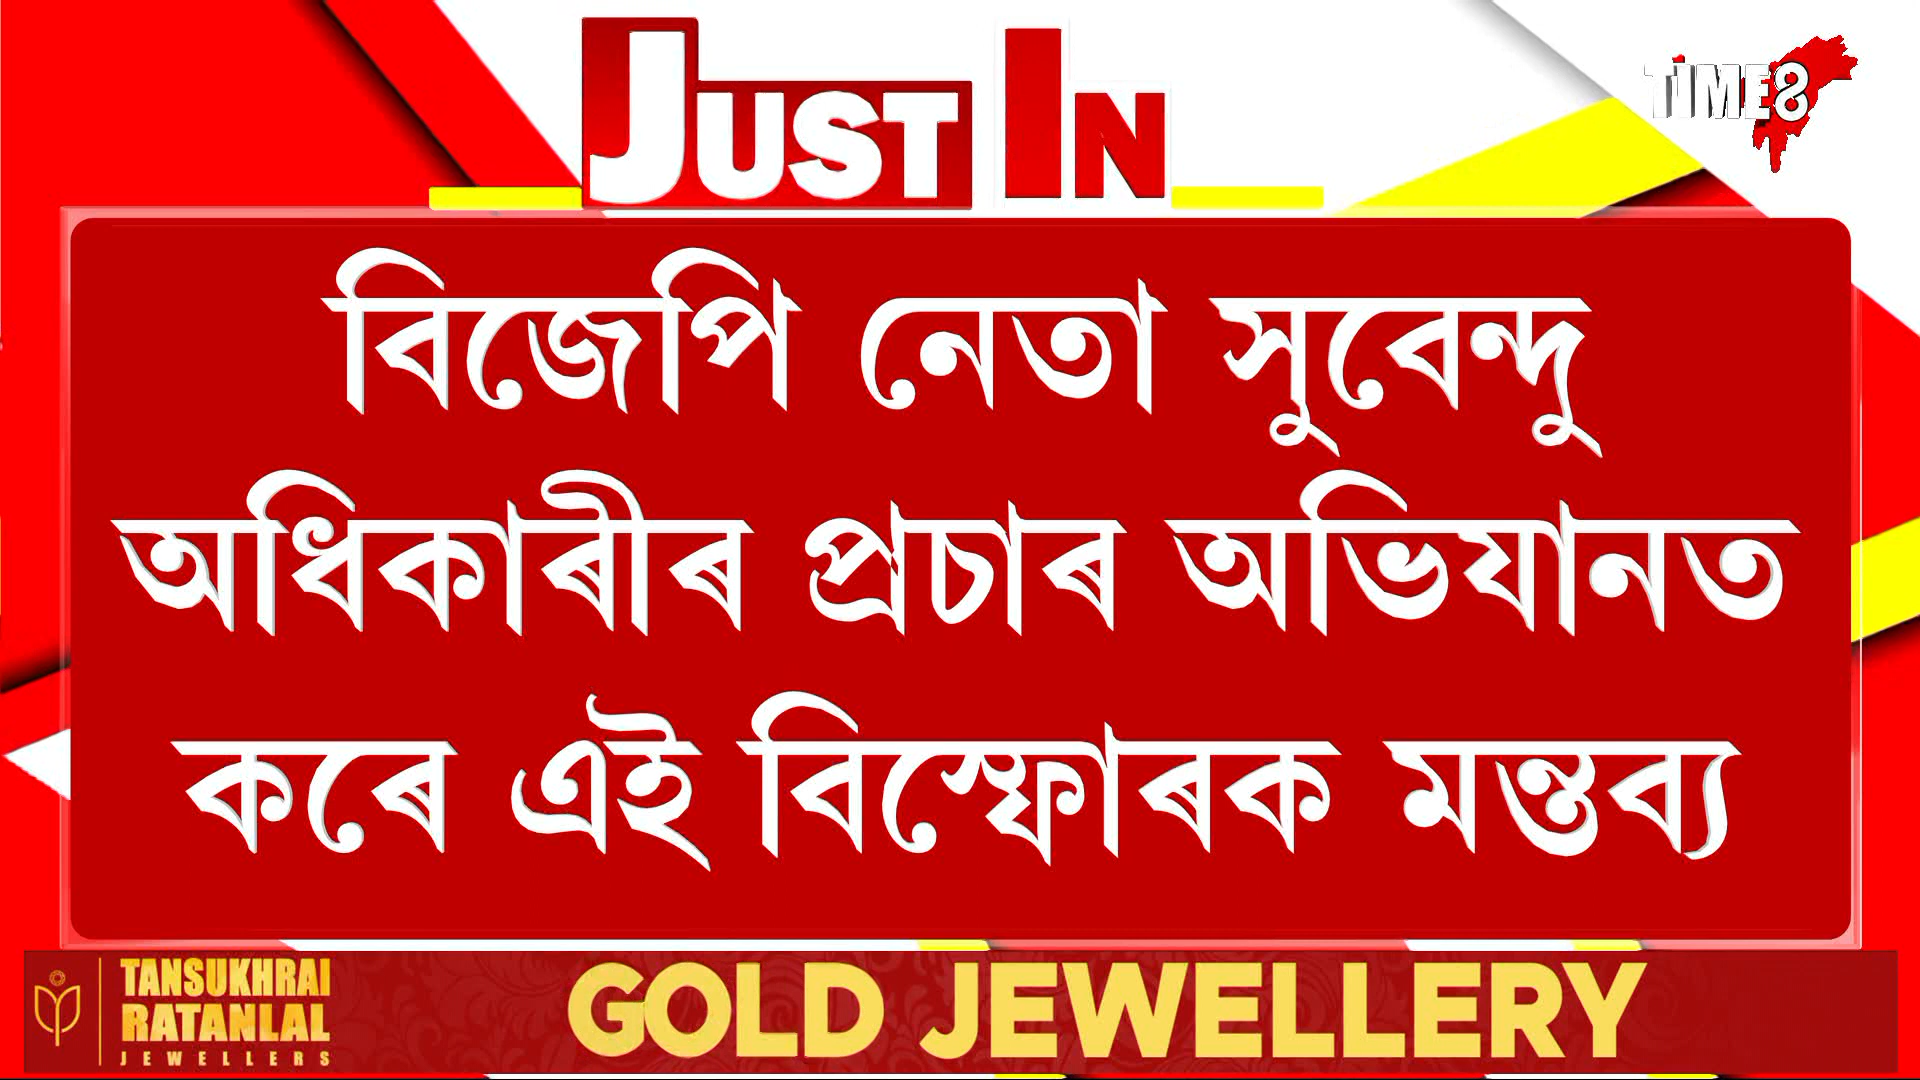 JUST IN
TIME8
বিজেপি নেতা সুবেন্দু
অধিকাৰীৰ প্ৰচাৰ অভিযানত
কৰে এই বিস্ফোৰক মন্তব্য
TANSUKHRAI
RATANLAL
JEWELLERS
GOLD JEWELLERY